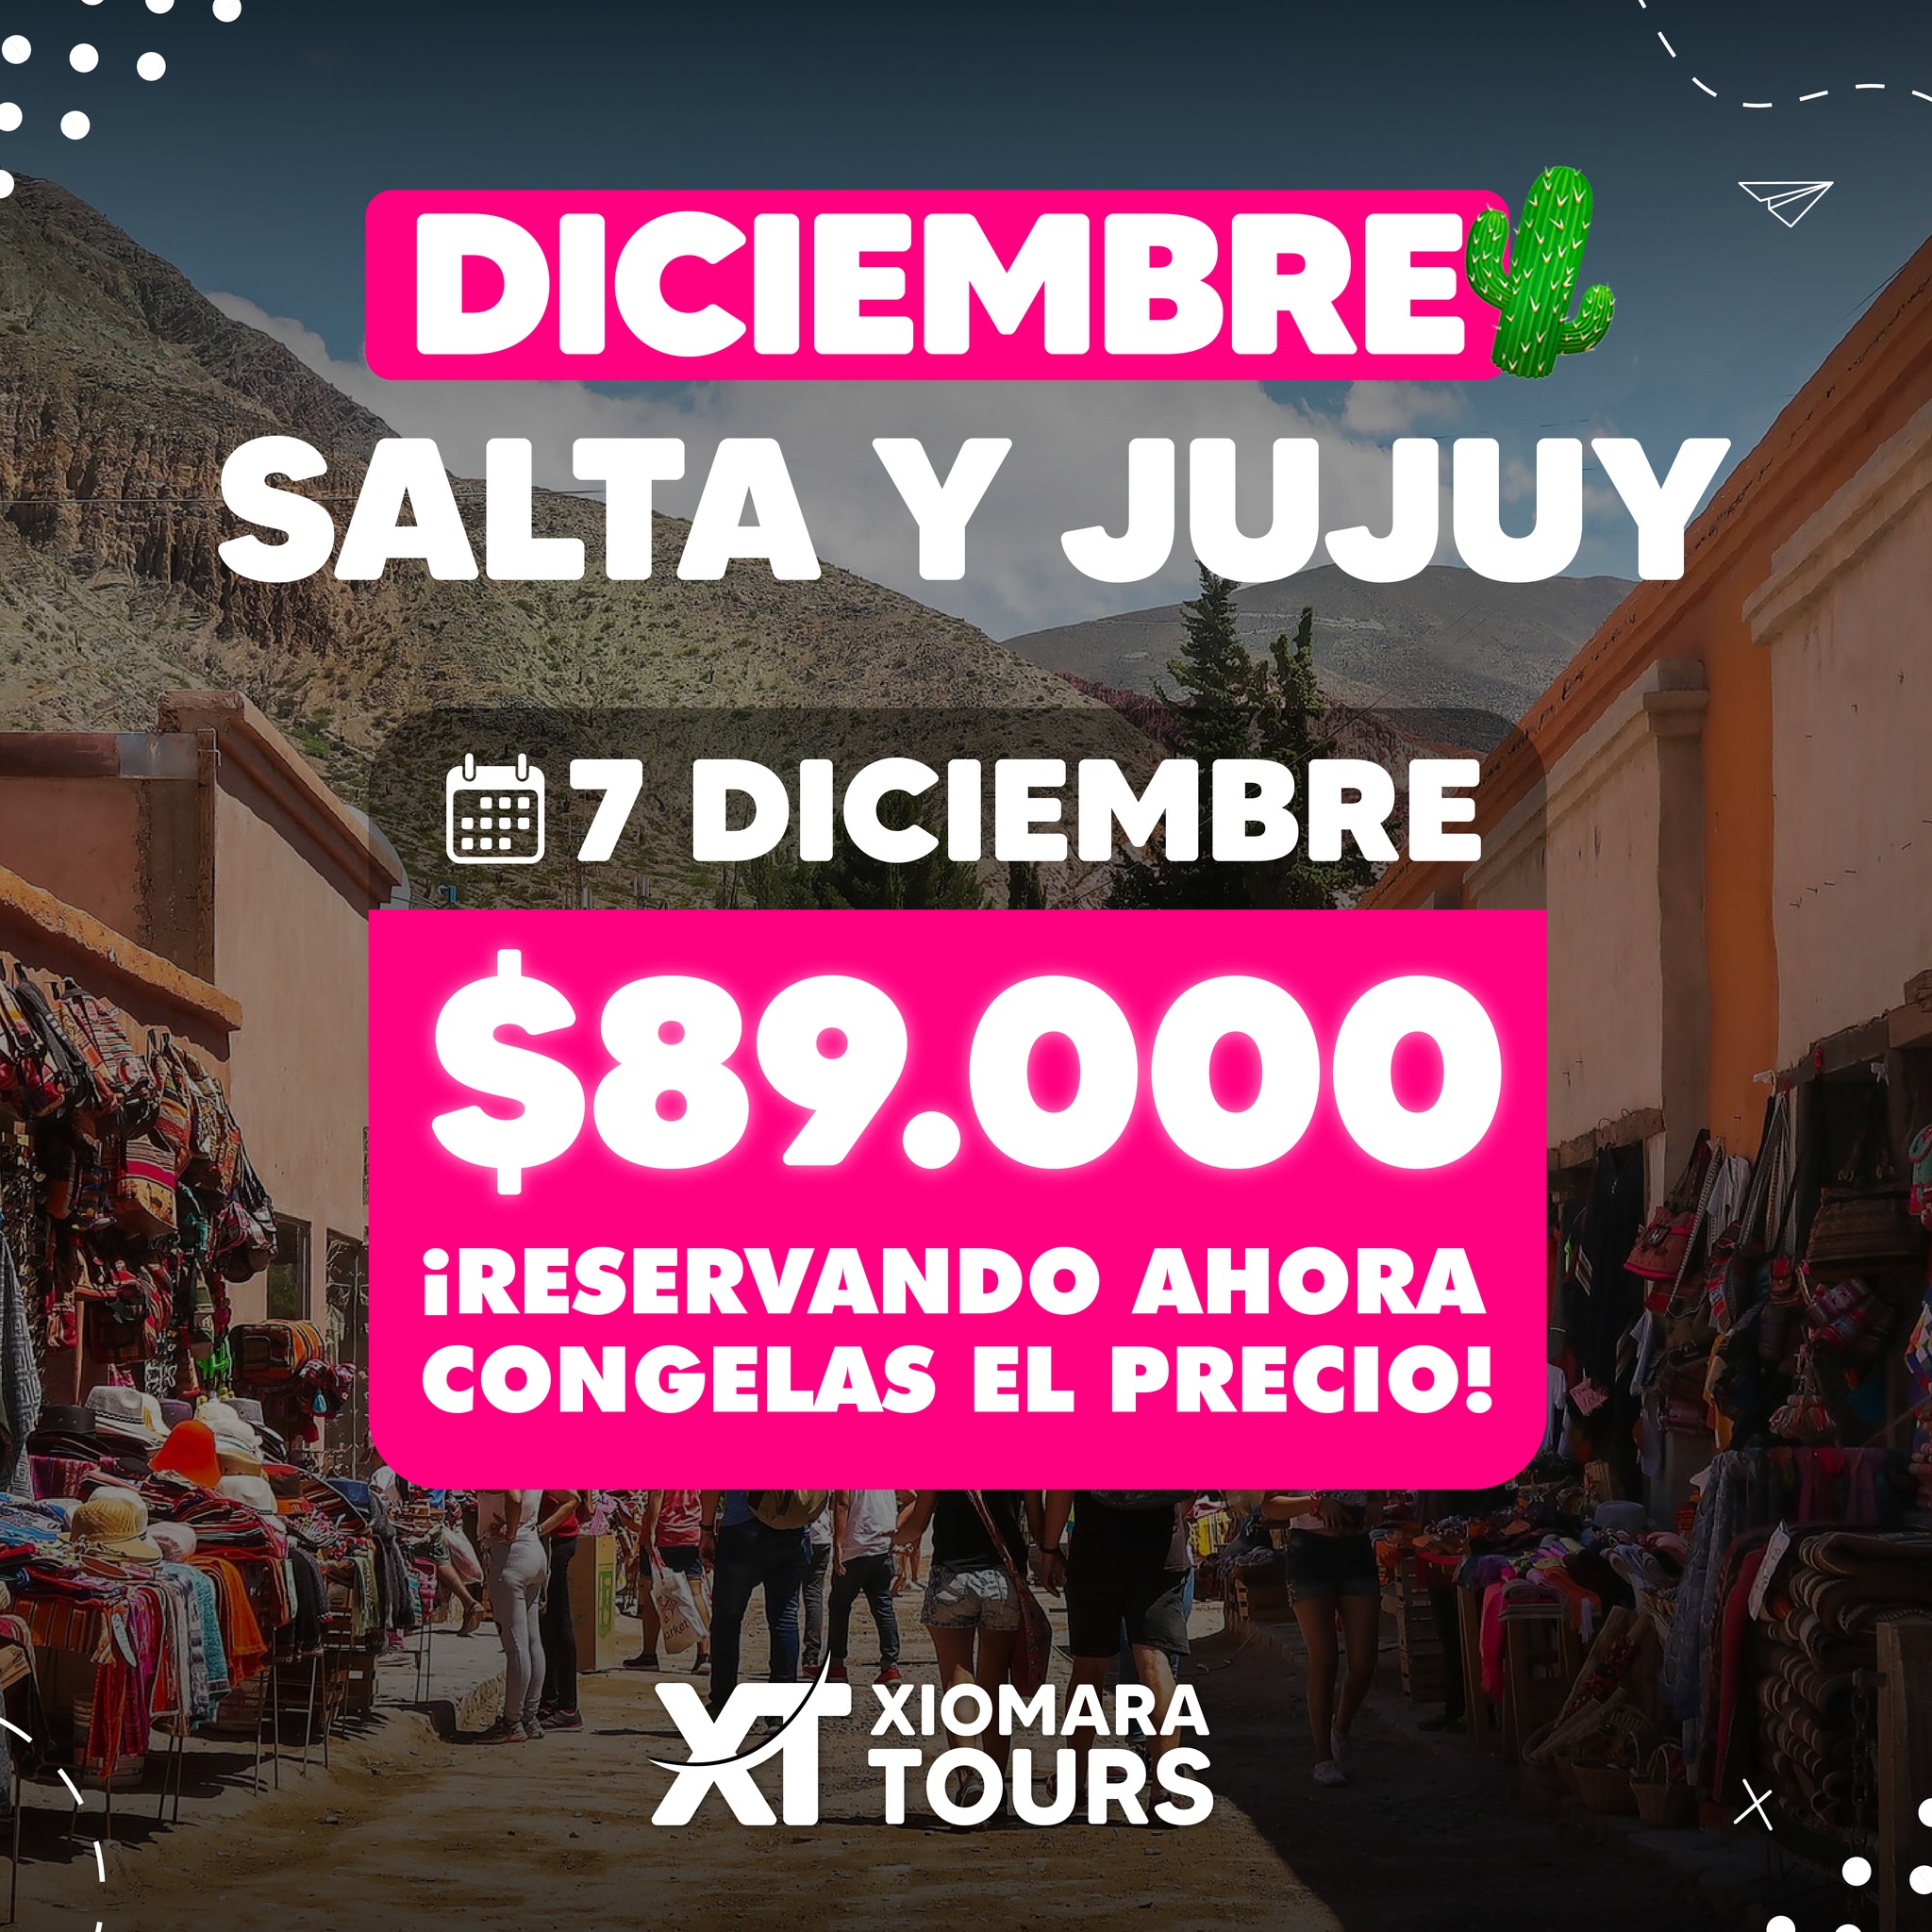 DICIEMBRE
SALTA Y JUJUY
7 DICIEMBRE
$89.000
¡RESERVANDO AHORA
CONGELAS EL PRECIO!
XT XIOMARA
TOURS